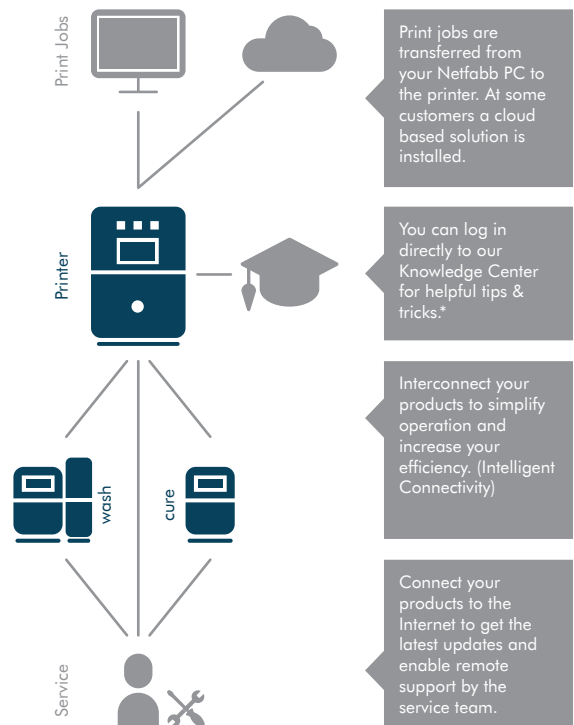 Print Jobs
Print jobs are
transferred from
your Netfabb PC to
the printer. At some
customers a cloud
based solution is
installed.
Printer
You can log in
directly to our
Knowledge Center
for helpful tips &
tricks.*
Interconnect your
products to simplify
operation and
increase your
efficiency. (Intelligent
Connectivity)
wash
cure
Service
Connect your
products to the
Internet to get the
latest updates and
enable remote
support by the
service team.